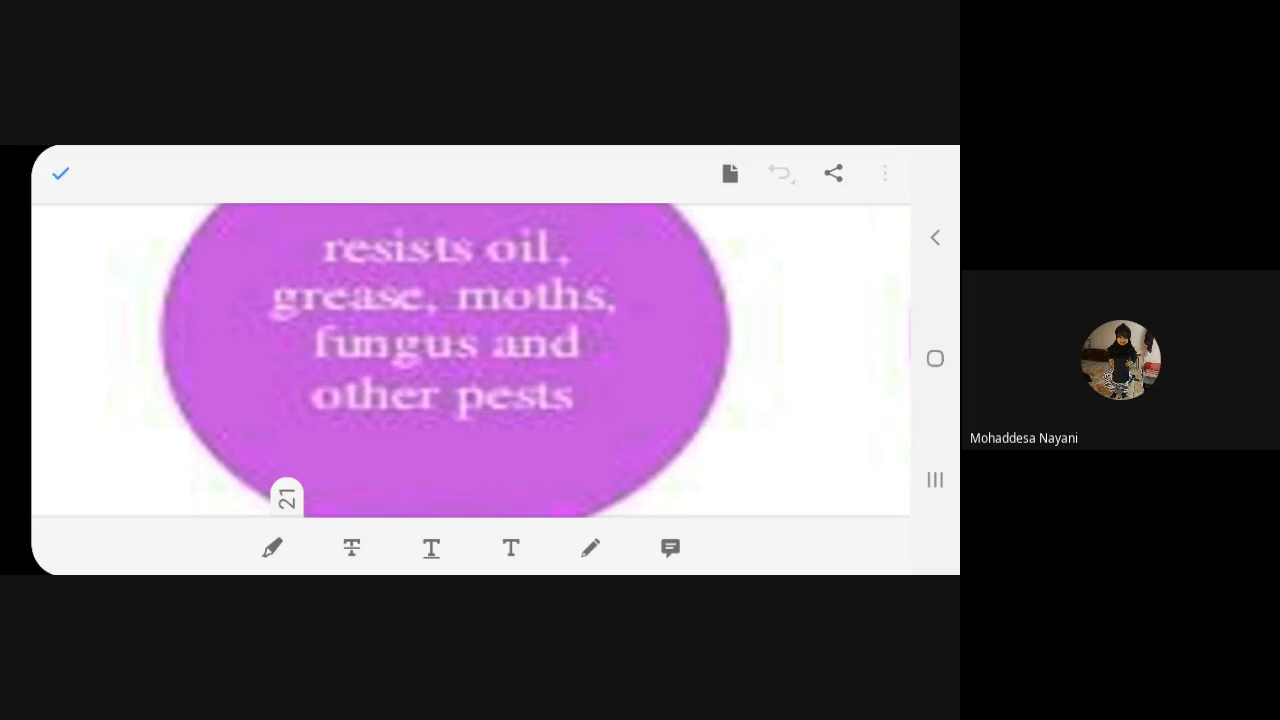 resists oil,
grease, moths,
fungus and
other pests
21
T
T
T
Mohaddesa Nayani